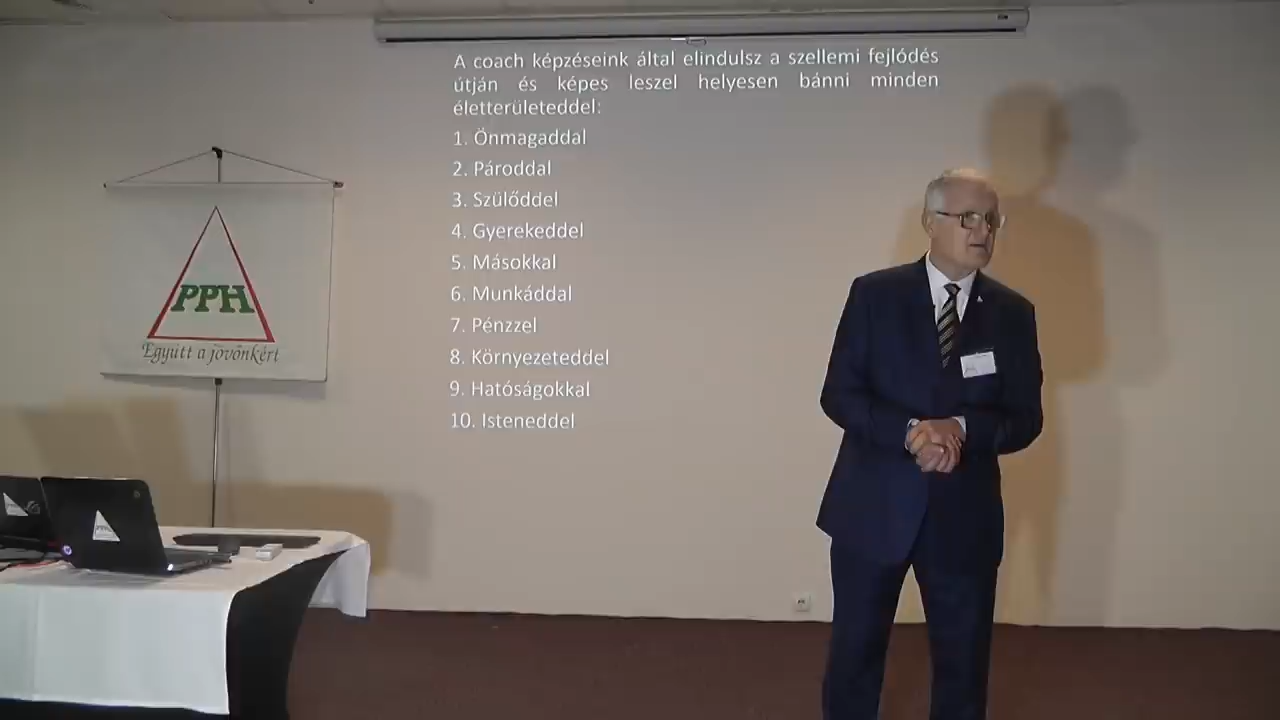 A coach képzéseink által elindulsz a szellemi fejlődés
útján és képes leszel helyesen bánni minden
életterületeddel:
1. Önmagaddal
2. Pároddal
3. Szülőddel
4. Gyerekeddel
5. Másokkal
6. Munkáddal
7. Pénzzel
8. Környezeteddel
9. Hatóságokkal
10. Isteneddel
PPH
Együtt a jövőnkért